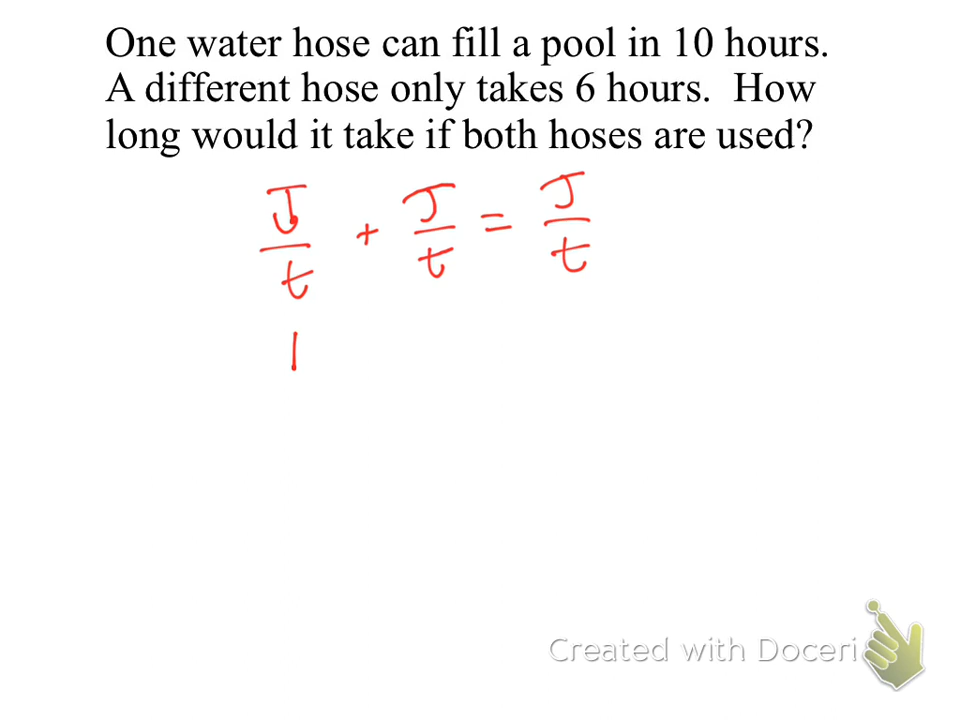 One water hose can fill a pool in 10 hours.
A different hose only takes 6 hours. How
long would it take if both hoses are used?
J/t + J/t = J/t
1
Created with Doceri